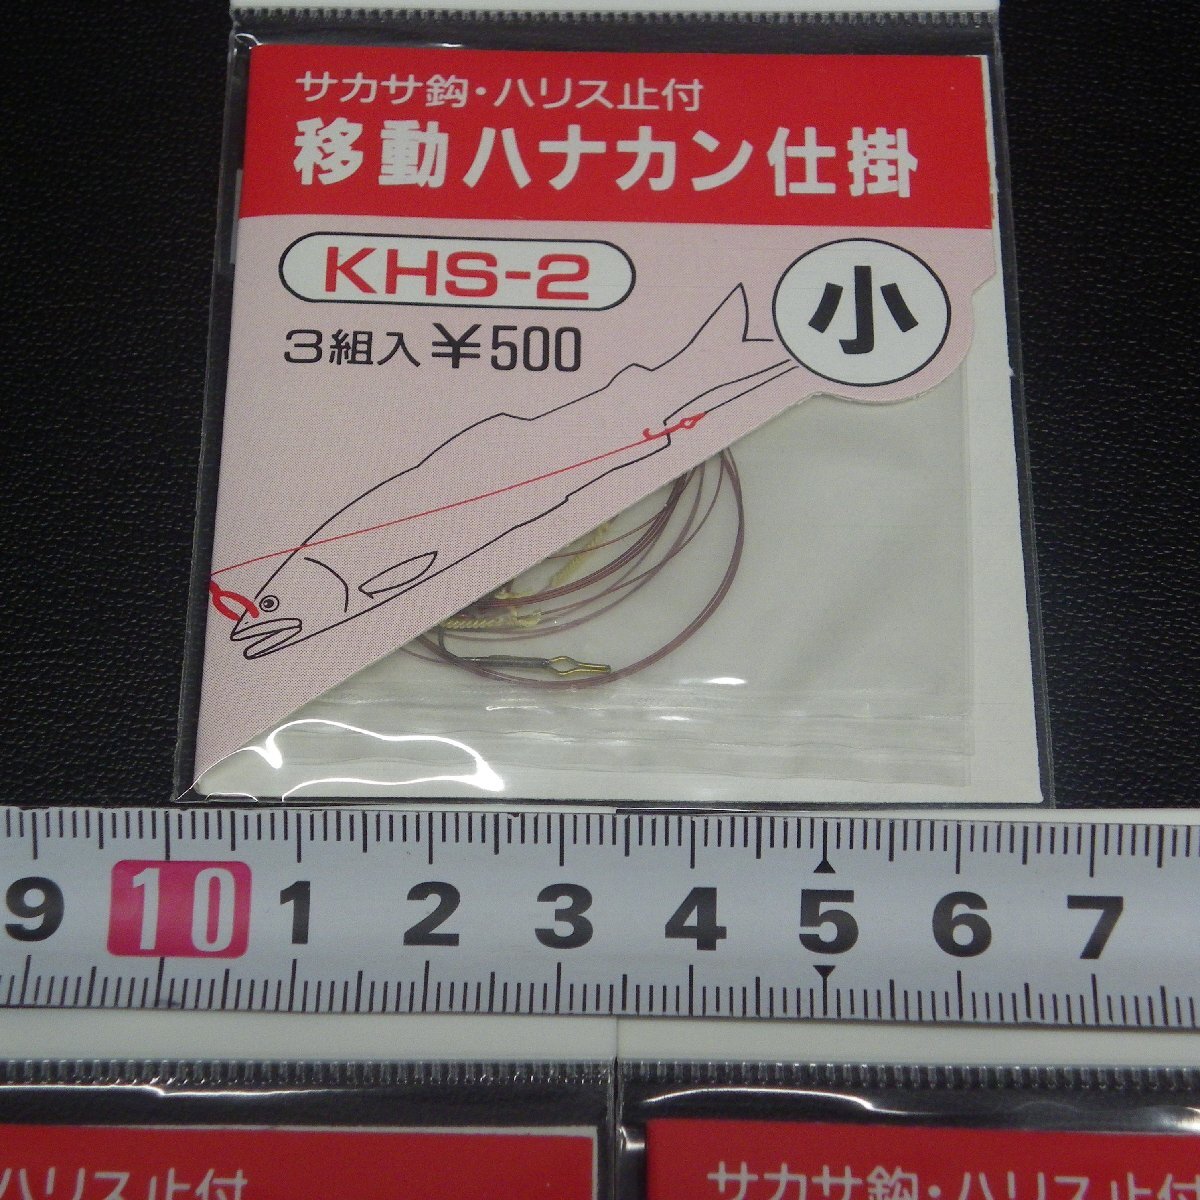 サカサ鈎・ハリス止付
移動ハナカン仕掛
KHS-2
小
3組入¥500
9 10 1 2 3 4 5 6 7
ハリス止付
サカサ鈎・ハリス止付